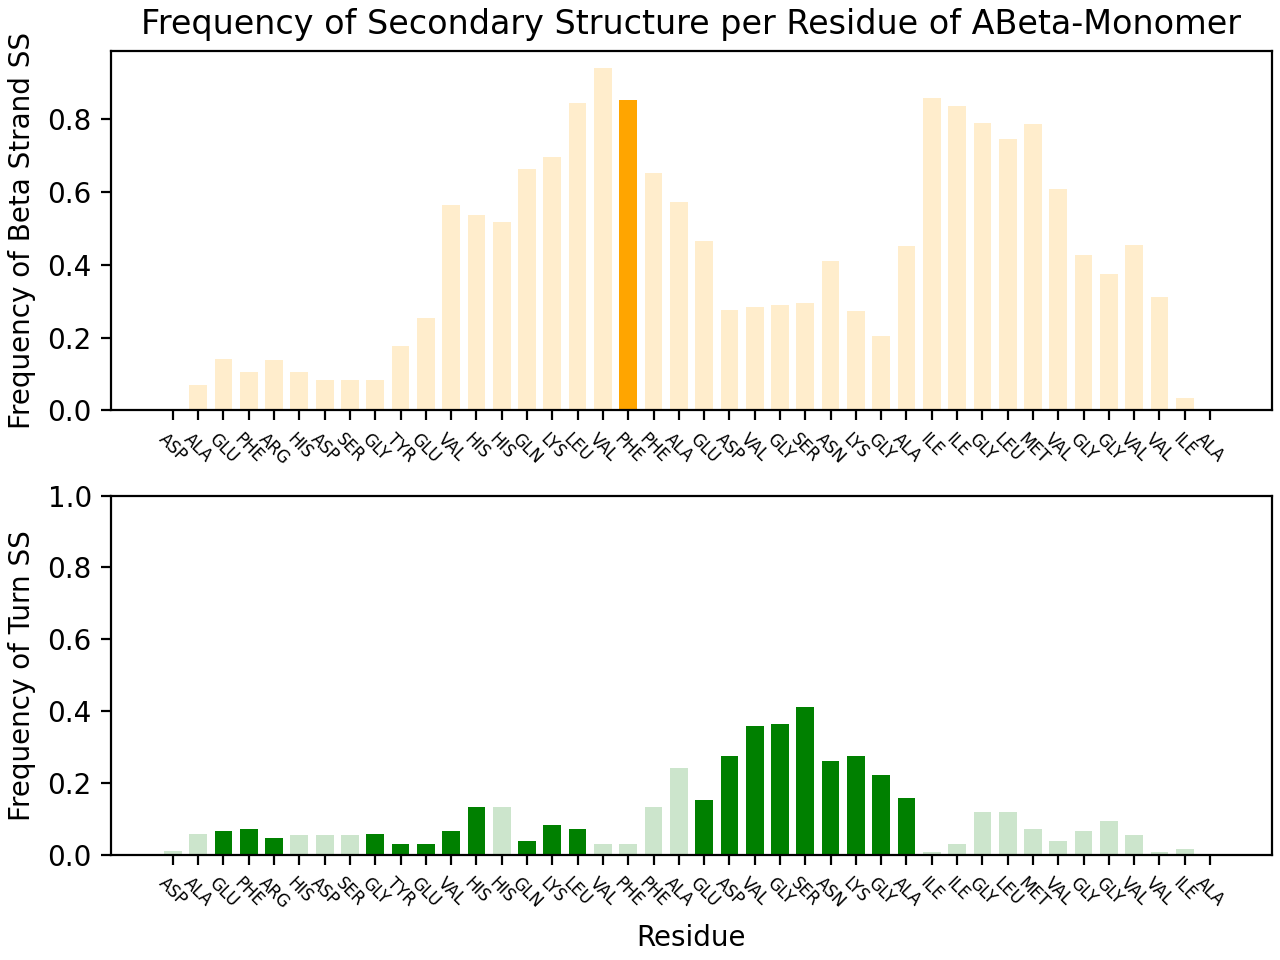 Frequency of Secondary Structure per Residue of ABeta-Monomer
Frequency of Beta Strand SS
0.8
0.6
0.4
0.2
0.0
ASP ALA GLU PHE ARG HIS ASP SER GLY TYR GLU VAL HIS HIS GLN LYS LEU VAL PHE PHE ALA GLU ASP VAL GLY SER ASN LYS GLY ALA ILE ILE GLY LEU MET VAL GLY GLY VAL VAL ILE ALA
Frequency of Turn SS
1.0
0.8
0.6
0.4
0.2
0.0
ASP ALA GLU PHE ARG HIS ASP SER GLY TYR GLU VAL HIS HIS GLN LYS LEU VAL PHE PHE ALA GLU ASP VAL GLY SER ASN LYS GLY ALA ILE ILE GLY LEU MET VAL GLY GLY VAL VAL ILE ALA
Residue